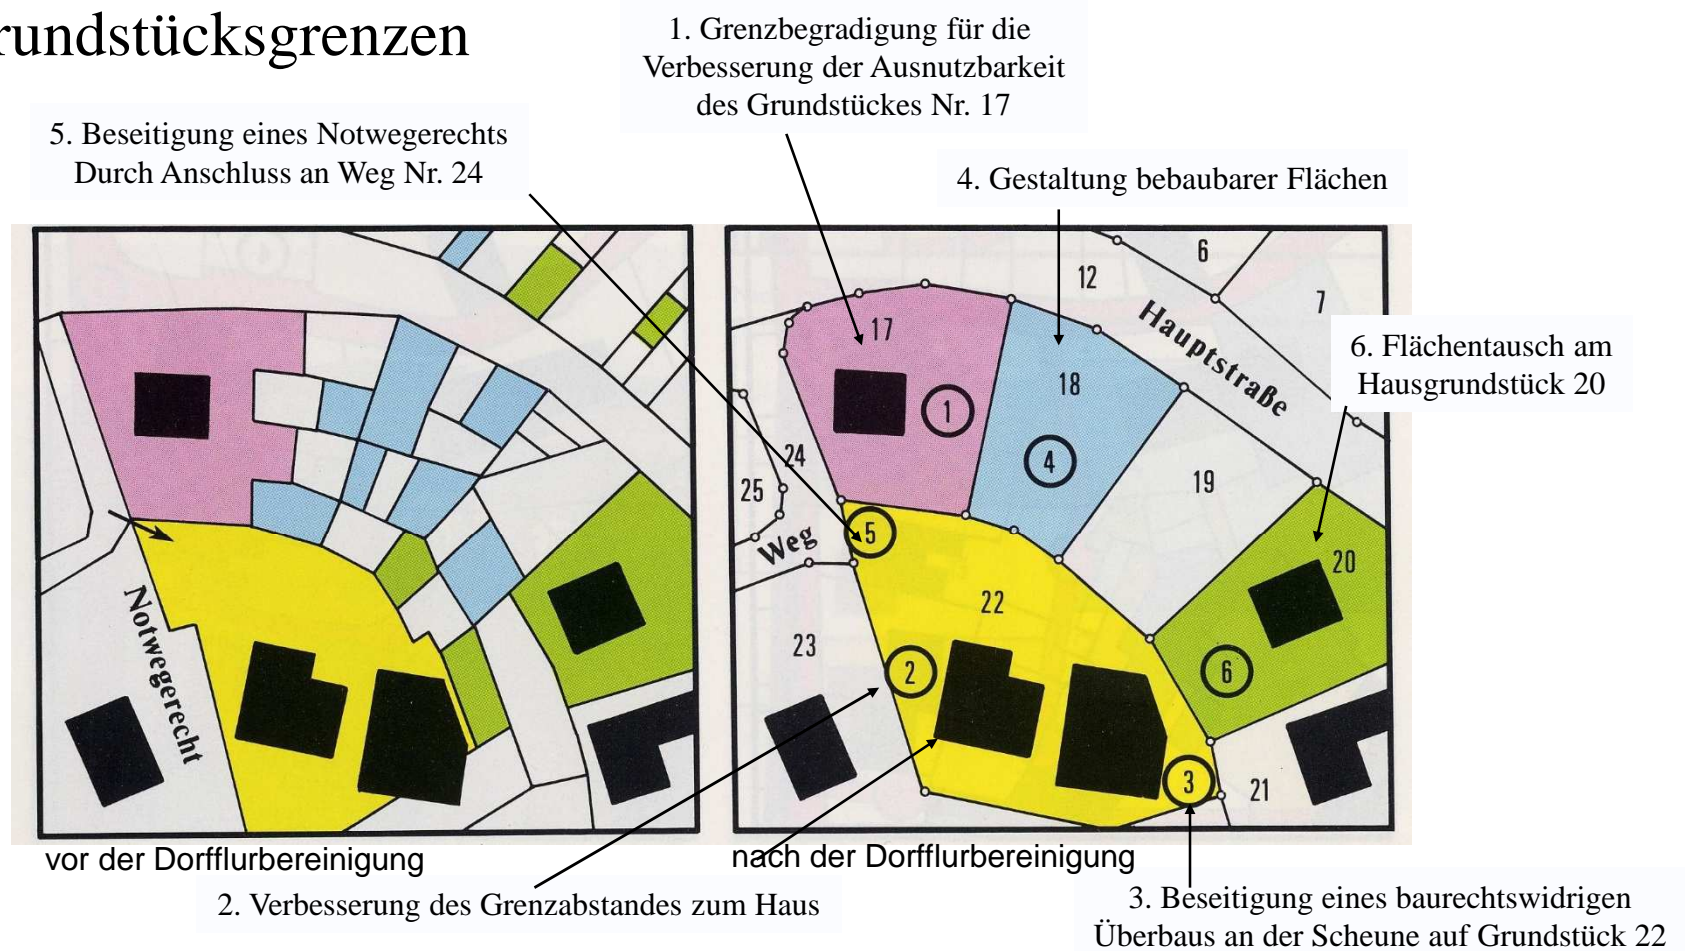 rundstücksgrenzen
1. Grenzbegradigung für die
Verbesserung der Ausnutzbarkeit
des Grundstückes Nr. 17
5. Beseitigung eines Notwegerechts
Durch Anschluss an Weg Nr. 24
4. Gestaltung bebaubarer Flächen
6. Flächentausch am
Hausgrundstück 20
Notwegerecht
6
12
7
Hauptstraße
17
18
1
4
24
25
19
Weg
5
20
22
23
2
6
3
21
vor der Dorfflurbereinigung
nach der Dorfflurbereinigung
2. Verbesserung des Grenzabstandes zum Haus
3. Beseitigung eines baurechtswidrigen
Überbaus an der Scheune auf Grundstück 22